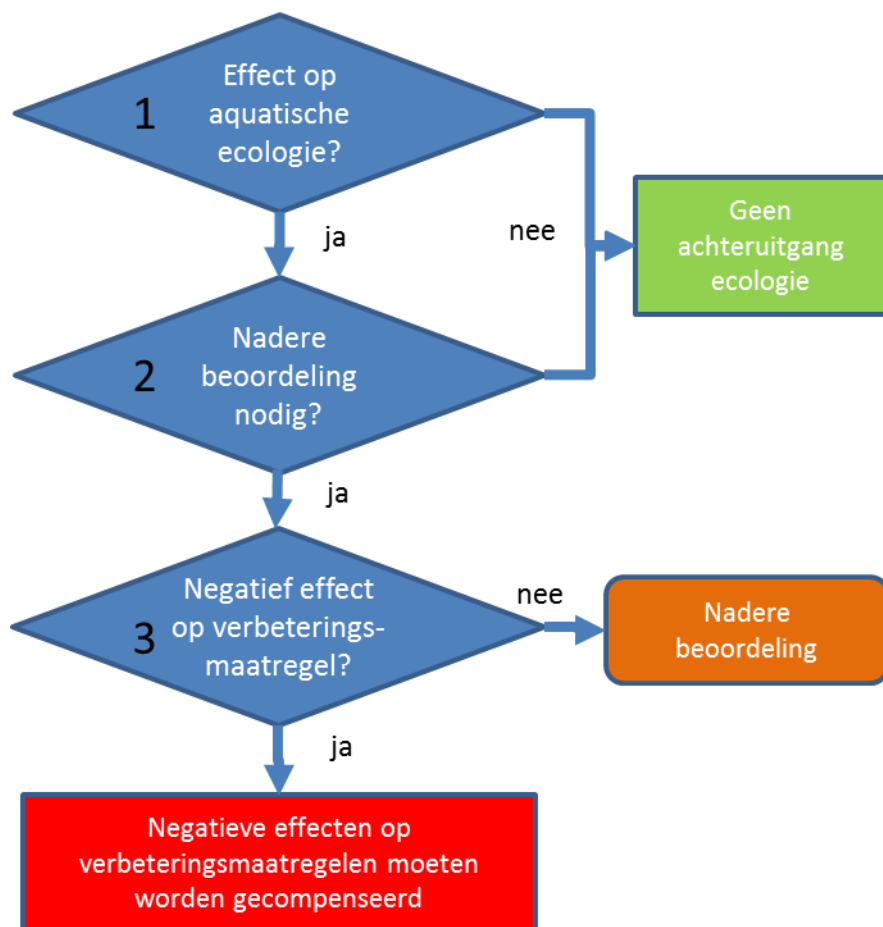 1
Effect op
aquatische
ecologie?
ja
nee
Geen
achteruitgang
ecologie
2
Nadere
beoordeling
nodig?
ja
3
Negatief effect
op verbeterings-
maatregel?
nee
Nadere
beoordeling
ja
Negatieve effecten op
verbeteringsmaatregelen moeten
worden gecompenseerd